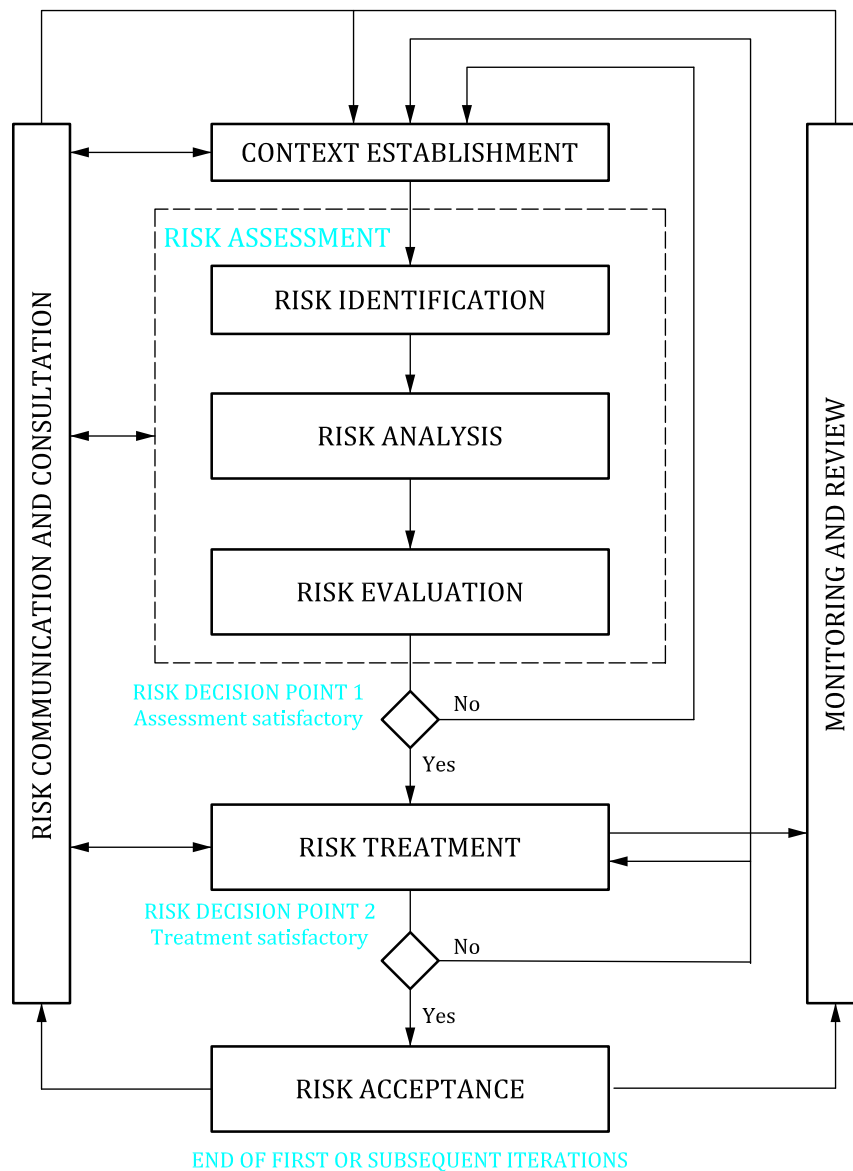 CONTEXT ESTABLISHMENT
RISK ASSESSMENT
RISK IDENTIFICATION
RISK ANALYSIS
RISK EVALUATION
RISK COMMUNICATION AND CONSULTATION
MONITORING AND REVIEW
RISK DECISION POINT 1
Assessment satisfactory
No
Yes
RISK TREATMENT
RISK DECISION POINT 2
Treatment satisfactory
No
Yes
RISK ACCEPTANCE
END OF FIRST OR SUBSEQUENT ITERATIONS